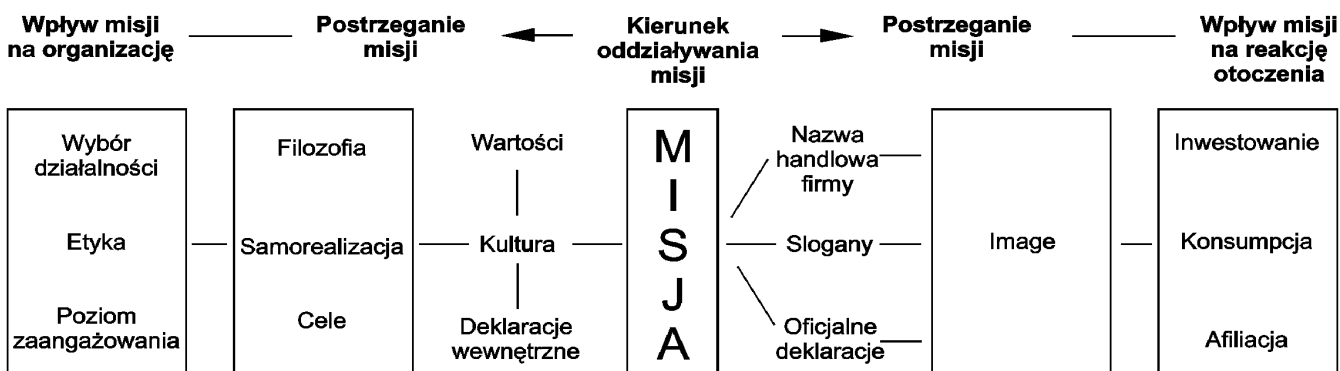 Wpływ misji
na organizację
Postrzeganie
misji
Kierunek
oddziaływania
misji
Postrzeganie
misji
Wpływ misji
na reakcję
otoczenia
Wybór
działalności
Etyka
Poziom
zaangażowania
Filozofia
Samorealizacja
Cele
Wartości
Kultura
Deklaracje
wewnętrzne
M
I
S
J
A
Nazwa
handlowa
firmy
Slogany
Oficjalne
deklaracje
Image
Inwestowanie
Konsumpcja
Afiliacja